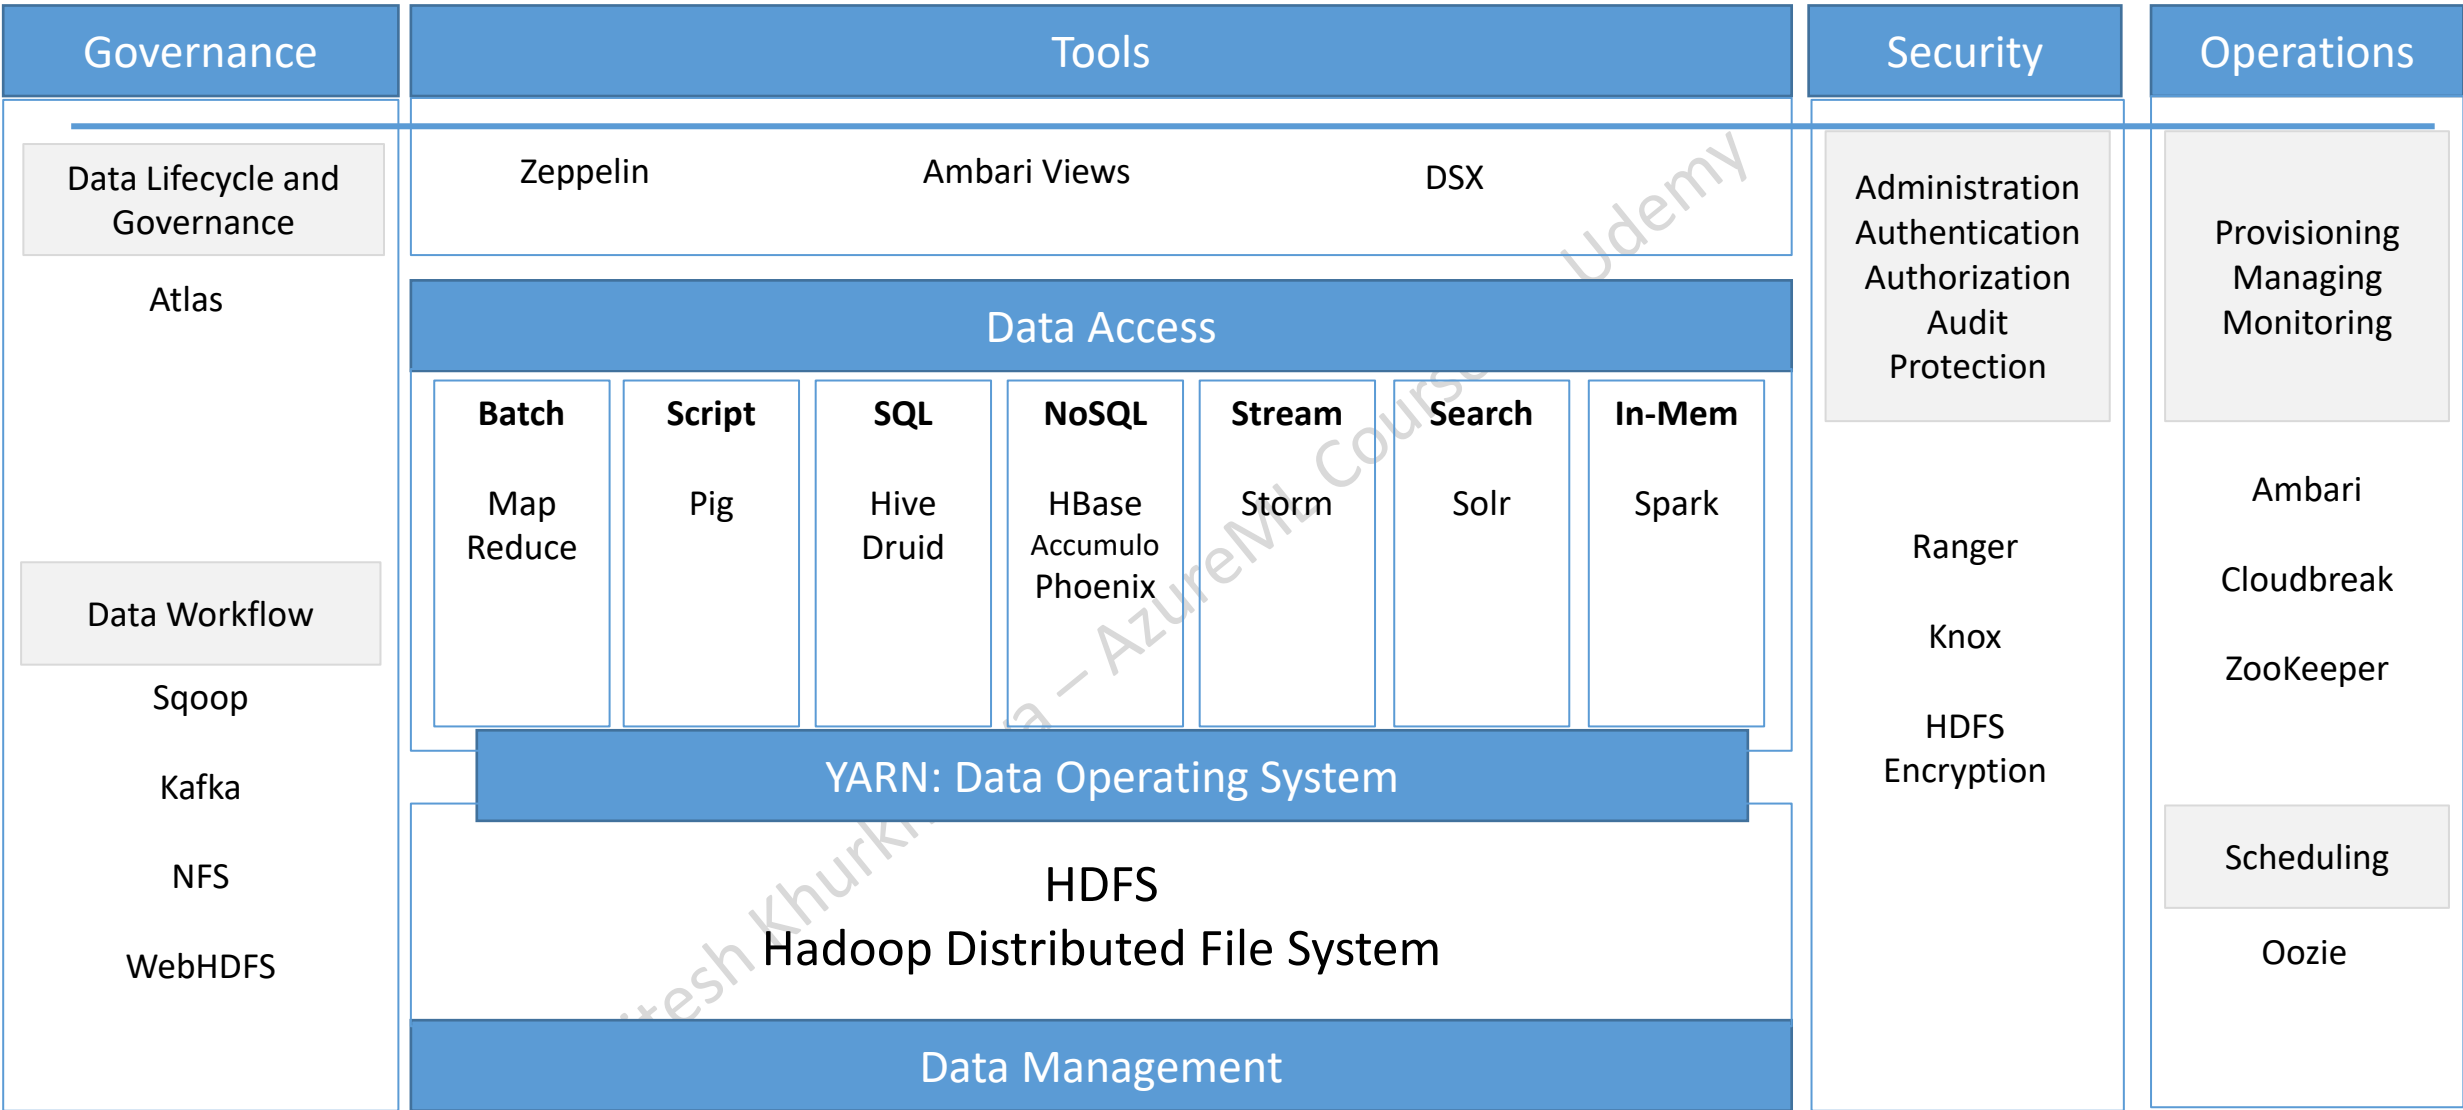 Governance
Tools
Security
Operations
Data Lifecycle and
Governance
Atlas
Data Workflow
Sqoop
Kafka
NFS
WebHDFS
Zeppelin
Ambari Views
DSX
Data Access
Batch
Map
Reduce
Script
Pig
SQL
Hive
Druid
NoSQL
HBase
Accumulo
Phoenix
Stream
Storm
Search
Solr
In-Mem
Spark
YARN: Data Operating System
HDFS
Hadoop Distributed File System
Data Management
Administration
Authentication
Authorization
Audit
Protection
Ranger
Knox
HDFS
Encryption
Provisioning
Managing
Monitoring
Ambari
Cloudbreak
ZooKeeper
Scheduling
Oozie
– AzureML Udemy